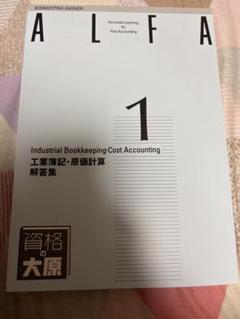 BOOKKEEPING ANSWER
ALFA
Accurate Learning
for
Fine Accounting
1
Industrial Bookkeeping·Cost Accounting
工業簿記・原価計算
解答集
資格の
大原